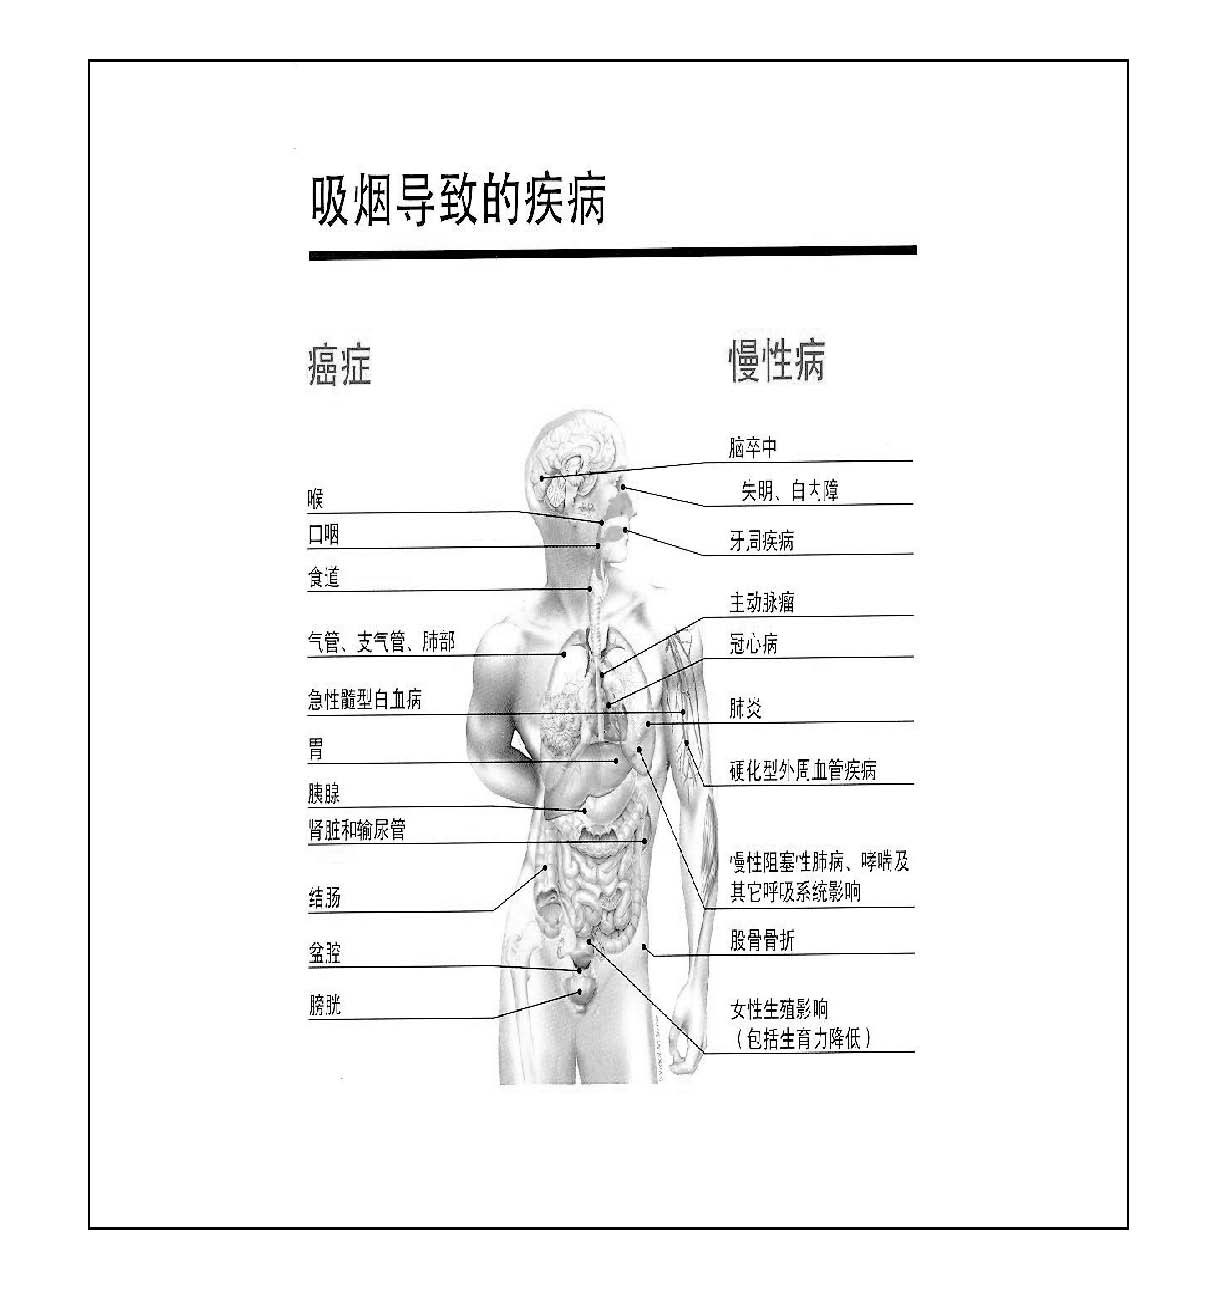 吸烟导致的疾病
癌症
慢性病
喉
口咽
食道
气管、支气管、肺部
急性髓型白血病
胃
胰腺
肾脏和输尿管
结肠
盆腔
膀胱
脑卒中
失明、白内障
牙周疾病
主动脉瘤
冠心病
肺炎
硬化型外周血管疾病
慢性阻塞性肺病、哮喘及
其它呼吸系统影响
股骨骨折
女性生殖影响
（包括生育力降低）